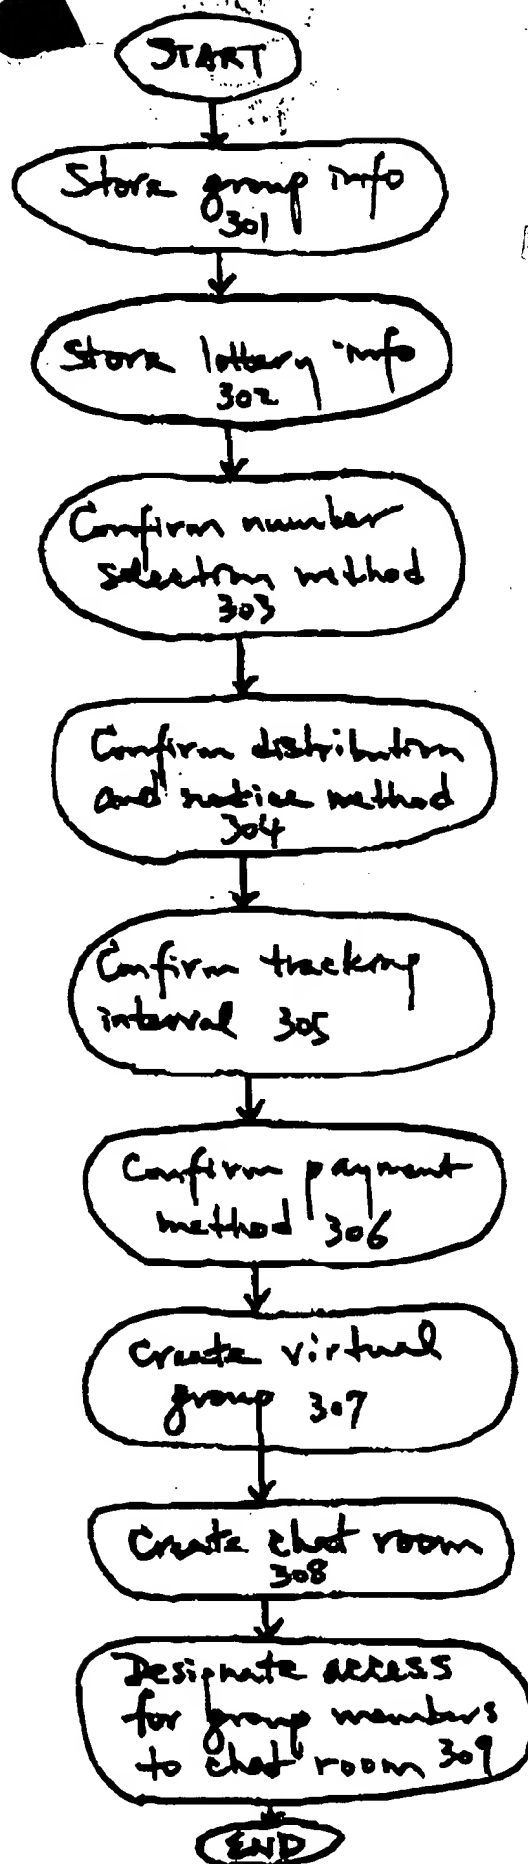 START
Store group info
301
Store lottery info
302
Confirm number
selection method
303
Confirm distribution
and notice method
304
Confirm tracking
interval 305
Confirm payment
method 306
Create virtual
group 307
Create chat room
308
Designate access
for group members
to chat room 309
END